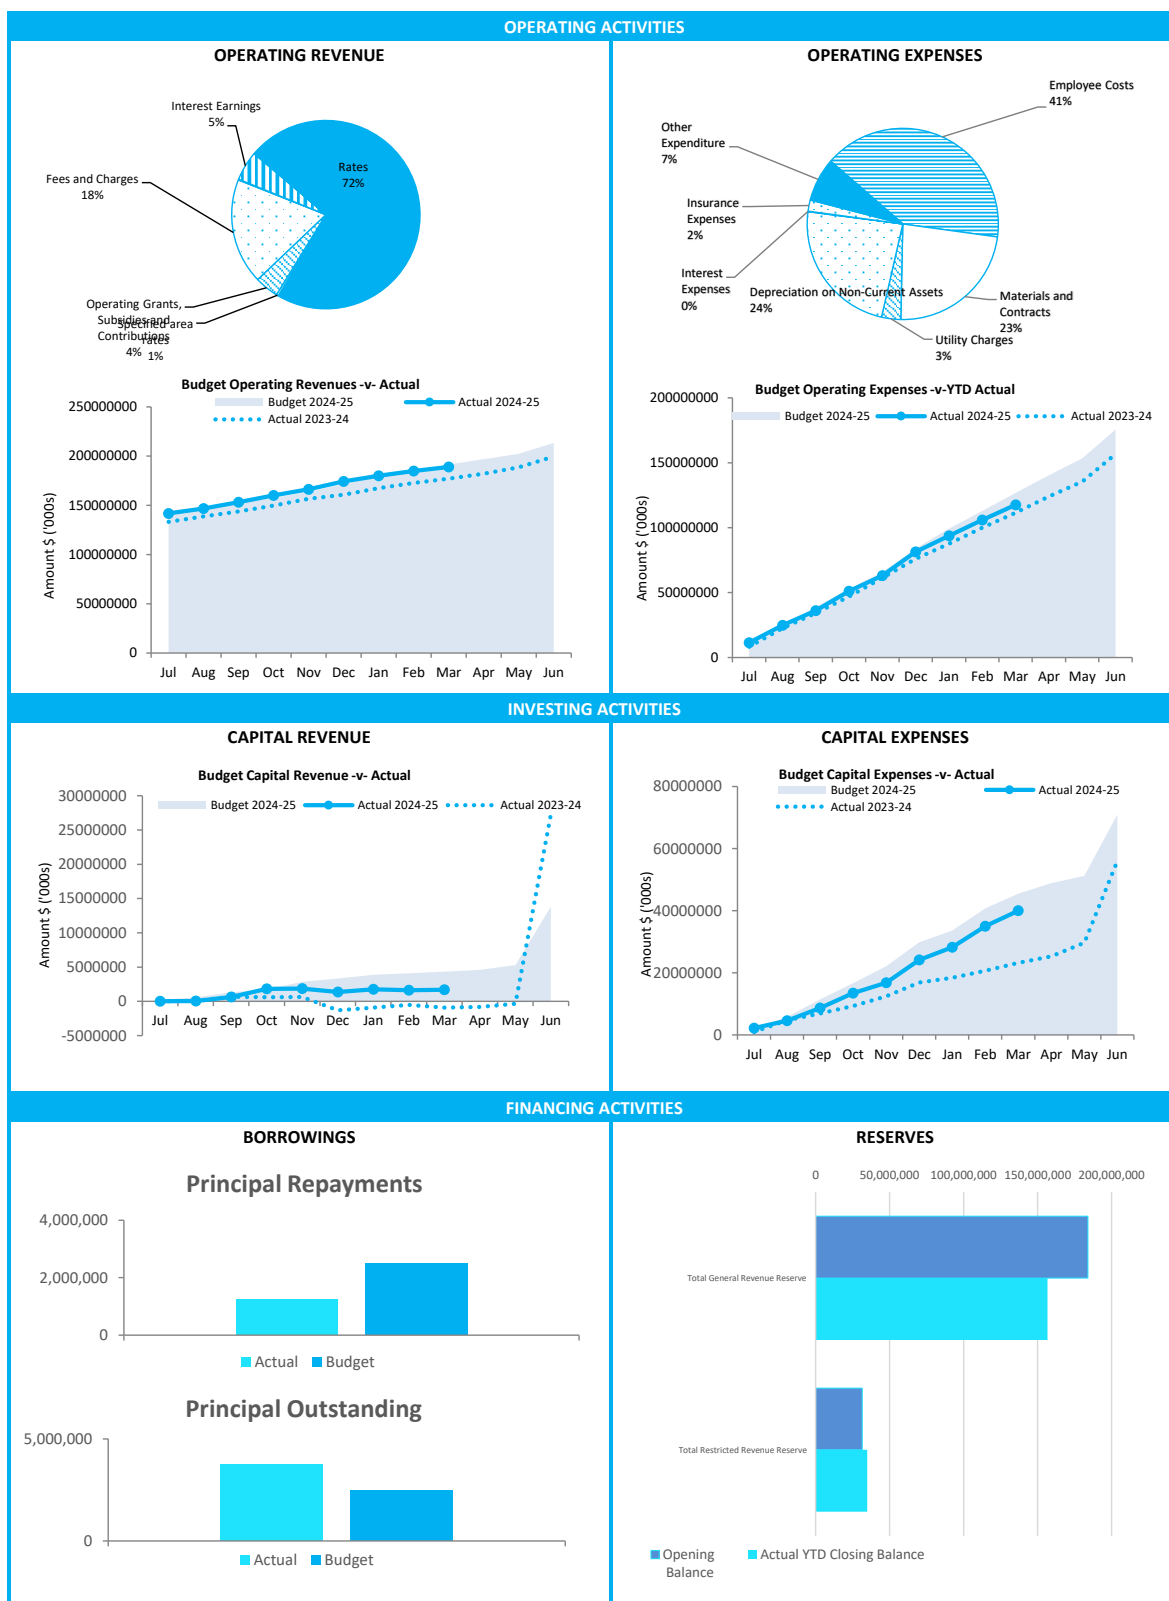 OPERATING ACTIVITIES
OPERATING REVENUE
Interest Earnings
5%
Rates
72%
Fees and Charges
18%
Operating Grants,
Subsidies and
Contributions
4%
Specified area
rates
1%
Budget Operating Revenues -v- Actual
Budget 2024-25
Actual 2024-25
Actual 2023-24
Amount $ ('000s)
250000000
200000000
150000000
100000000
50000000
0
Jul Aug Sep Oct Nov Dec Jan Feb Mar Apr May Jun
OPERATING EXPENSES
Employee Costs
41%
Other
Expenditure
7%
Insurance
Expenses
2%
Interest
Expenses
0%
Depreciation on Non-Current Assets
24%
Materials and
Contracts
23%
Utility Charges
3%
Budget Operating Expenses -v-YTD Actual
Budget 2024-25
Actual 2024-25
Actual 2023-24
Amount $ ('000s)
200000000
150000000
100000000
50000000
0
Jul Aug Sep Oct Nov Dec Jan Feb Mar Apr May Jun
INVESTING ACTIVITIES
CAPITAL REVENUE
Budget Capital Revenue -v- Actual
Budget 2024-25
Actual 2024-25
Actual 2023-24
Amount $ ('000s)
30000000
25000000
20000000
15000000
10000000
5000000
0
-5000000
Jul Aug Sep Oct Nov Dec Jan Feb Mar Apr May Jun
CAPITAL EXPENSES
Budget Capital Expenses -v- Actual
Budget 2024-25
Actual 2024-25
Actual 2023-24
Amount $ ('000s)
80000000
60000000
40000000
20000000
0
Jul Aug Sep Oct Nov Dec Jan Feb Mar Apr May Jun
FINANCING ACTIVITIES
BORROWINGS
Principal Repayments
4,000,000
2,000,000
0
Actual Budget
Principal Outstanding
5,000,000
0
Actual Budget
RESERVES
0 50,000,000 100,000,000 150,000,000 200,000,000
Total General Revenue Reserve
Total Restricted Revenue Reserve
Opening
Balance
Actual YTD Closing Balance